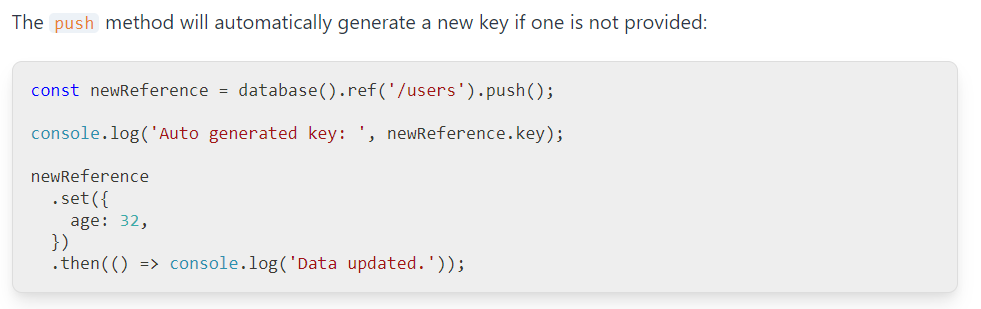 The push method will automatically generate a new key if one is not provided:
const newReference = database().ref('/users').push();
console.log('Auto generated key: ', newReference.key);
newReference
  .set({
    age: 32,
  })
  .then(() => console.log('Data updated.'));